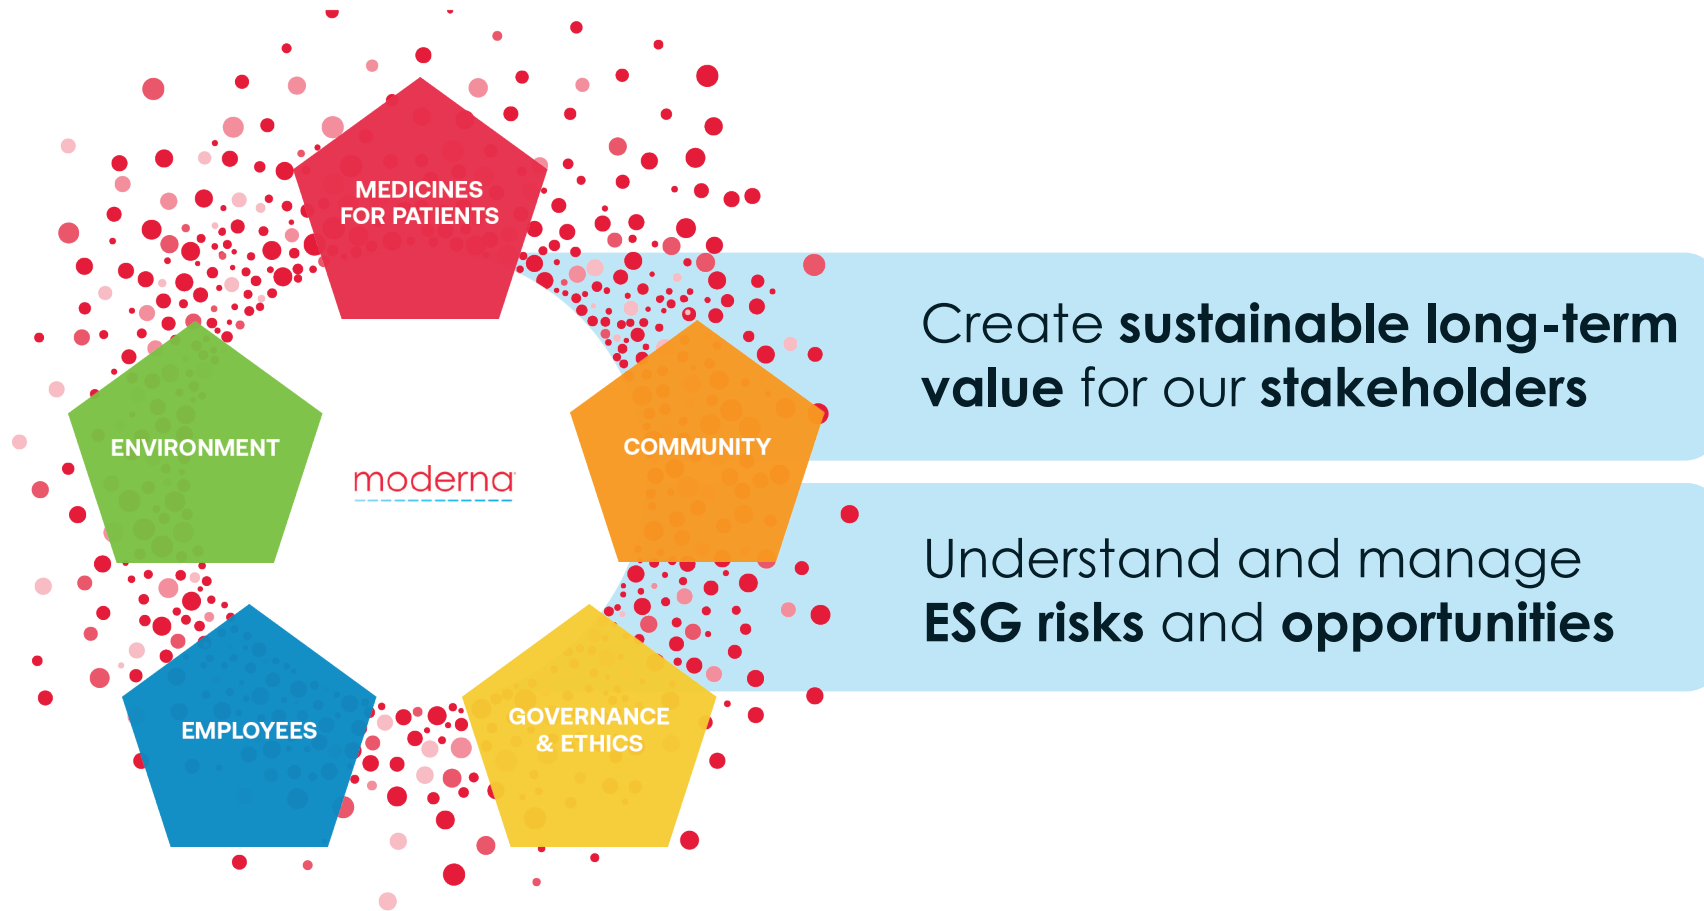 MEDICINES
FOR PATIENTS
ENVIRONMENT
COMMUNITY
moderna
EMPLOYEES
GOVERNANCE
& ETHICS
Create sustainable long-term
value for our stakeholders
Understand and manage
ESG risks and opportunities